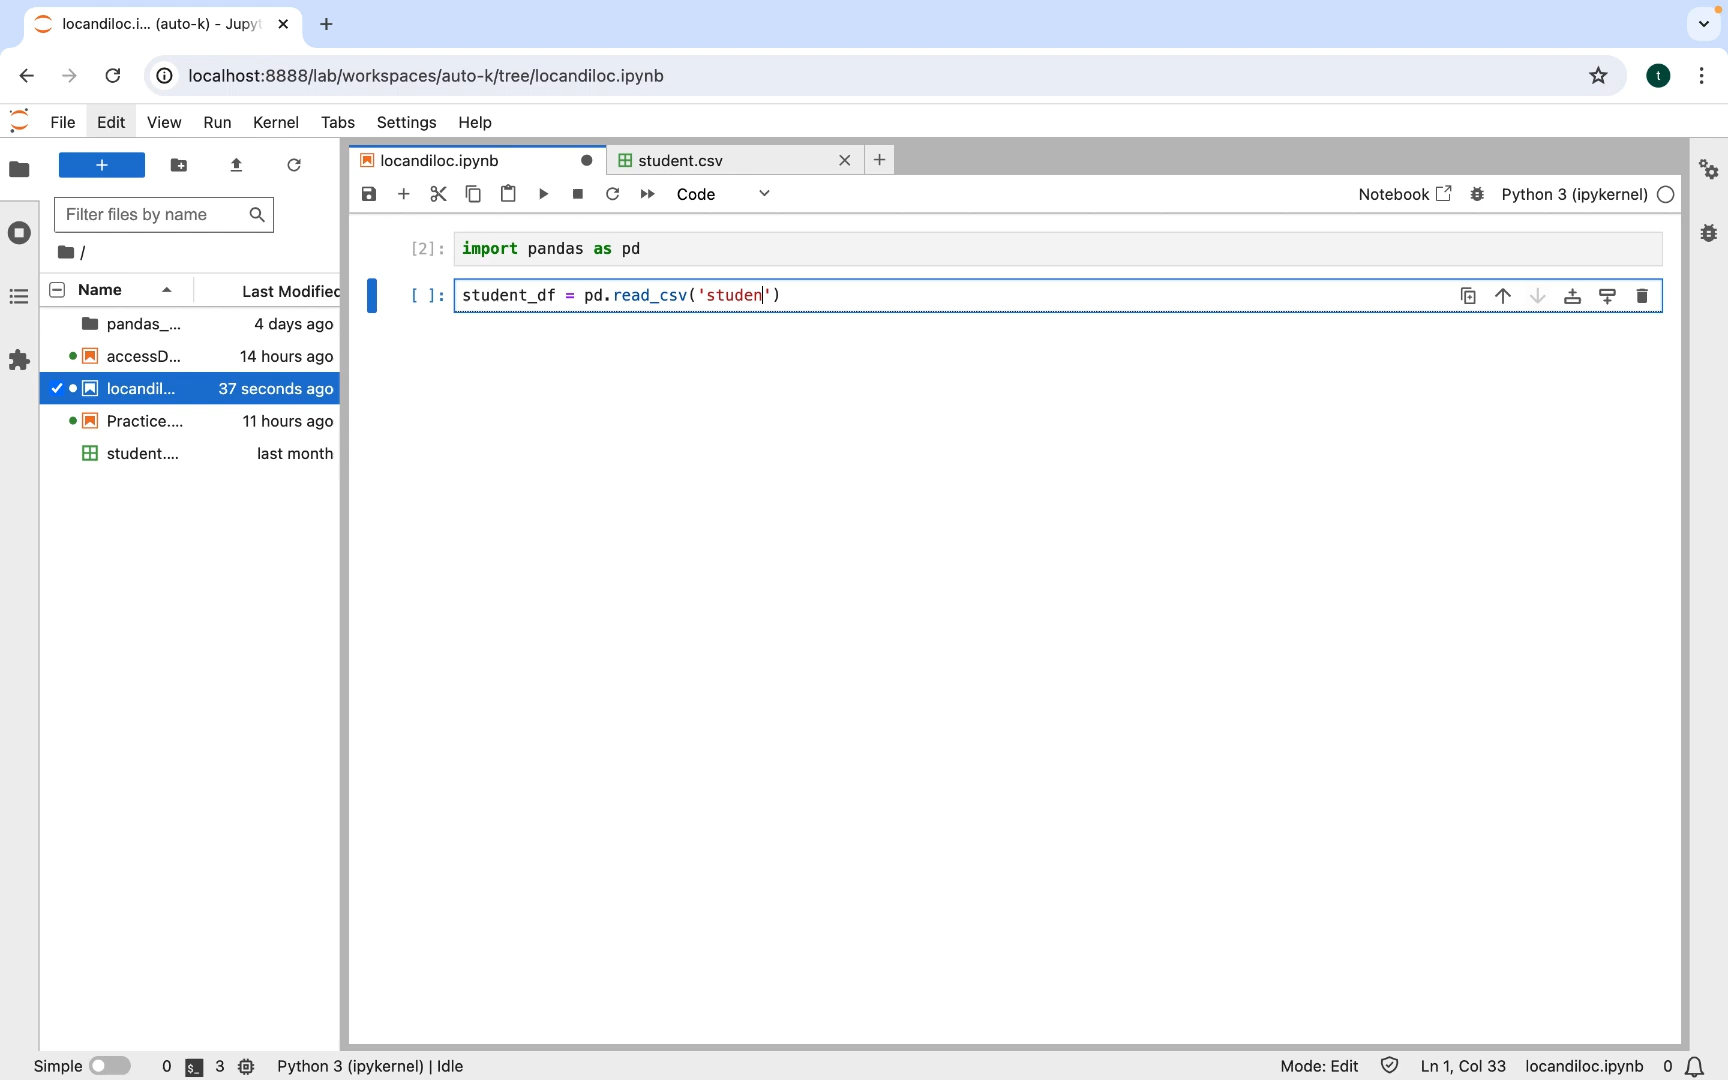 locandiloc.i... (auto-k) - Jupyt
localhost:8888/lab/workspaces/auto-k/tree/locandiloc.ipynb
t
File Edit View Run Kernel Tabs Settings Help
locandiloc.ipynb
student.csv
Code
Notebook
Python 3 (ipykernel)
Filter files by name
/
Name
Last Modified
pandas_... 4 days ago
accessD... 14 hours ago
locandil... 37 seconds ago
Practice.... 11 hours ago
student.... last month
[2]: import pandas as pd
[ ]: student_df = pd.read_csv('studen')
Simple 0 3 Python 3 (ipykernel) | Idle
Mode: Edit Ln 1, Col 33 locandiloc.ipynb 0